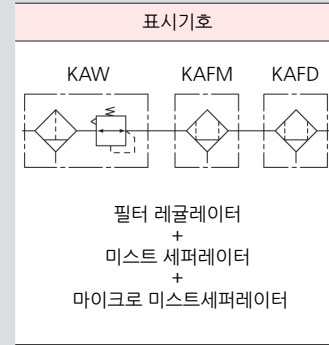 표시기호
KAW KAFM KAFD
필터 레귤레이터
+
미스트 세퍼레이터
+
마이크로 미스트세퍼레이터